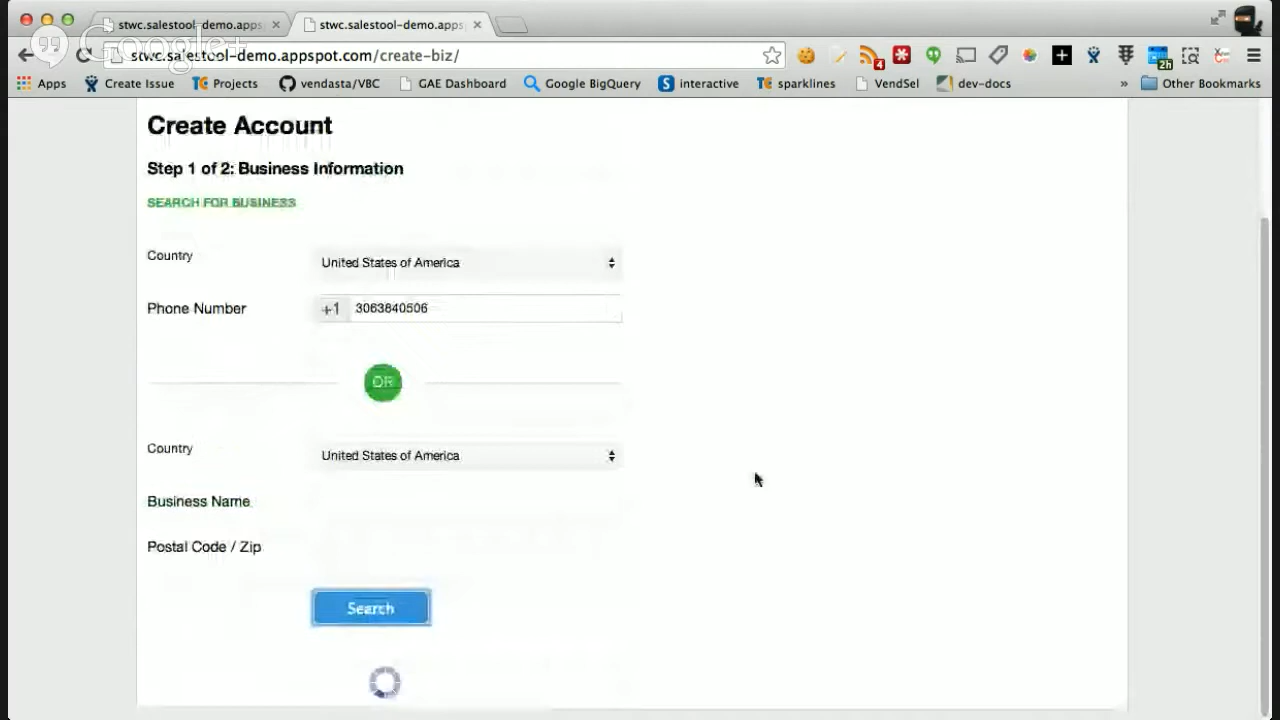 stwc.salestool-demo.apps
stwc.salestool-demo.apps
Google+
stwc.salestool-demo.appspot.com/create-biz/
4
2h
Apps
Create Issue
Projects
vendasta/VBC
GAE Dashboard
Google BigQuery
interactive
sparklines
VendSel
dev-docs
»
Other Bookmarks
Create Account
Step 1 of 2: Business Information
SEARCH FOR BUSINESS
Country
United States of America
Phone Number
+1 3063840506
OR
Country
United States of America
Business Name
Postal Code / Zip
Search